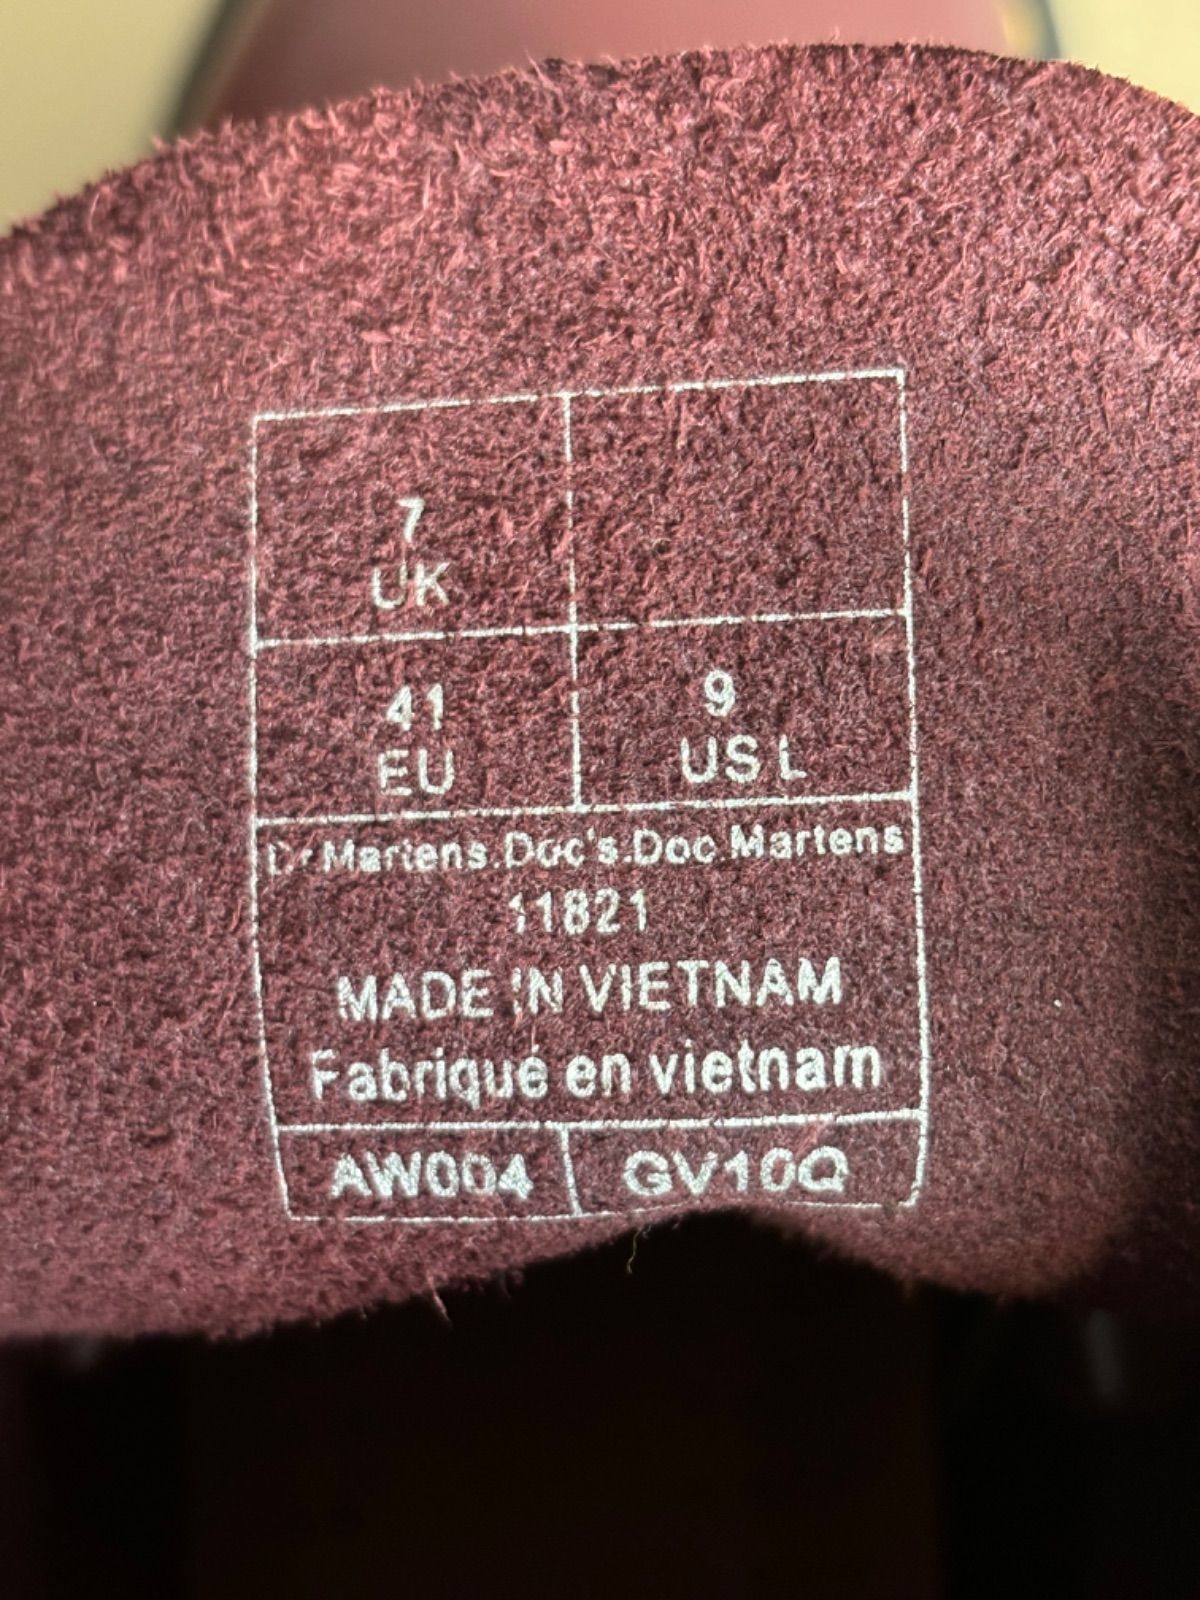 7
UK
41
EU
9
US L
Dr.Martens.Doc's.Doc.Martens
11821
MADE IN VIETNAM
Fabriqué en vietnam
AW004
GV10Q